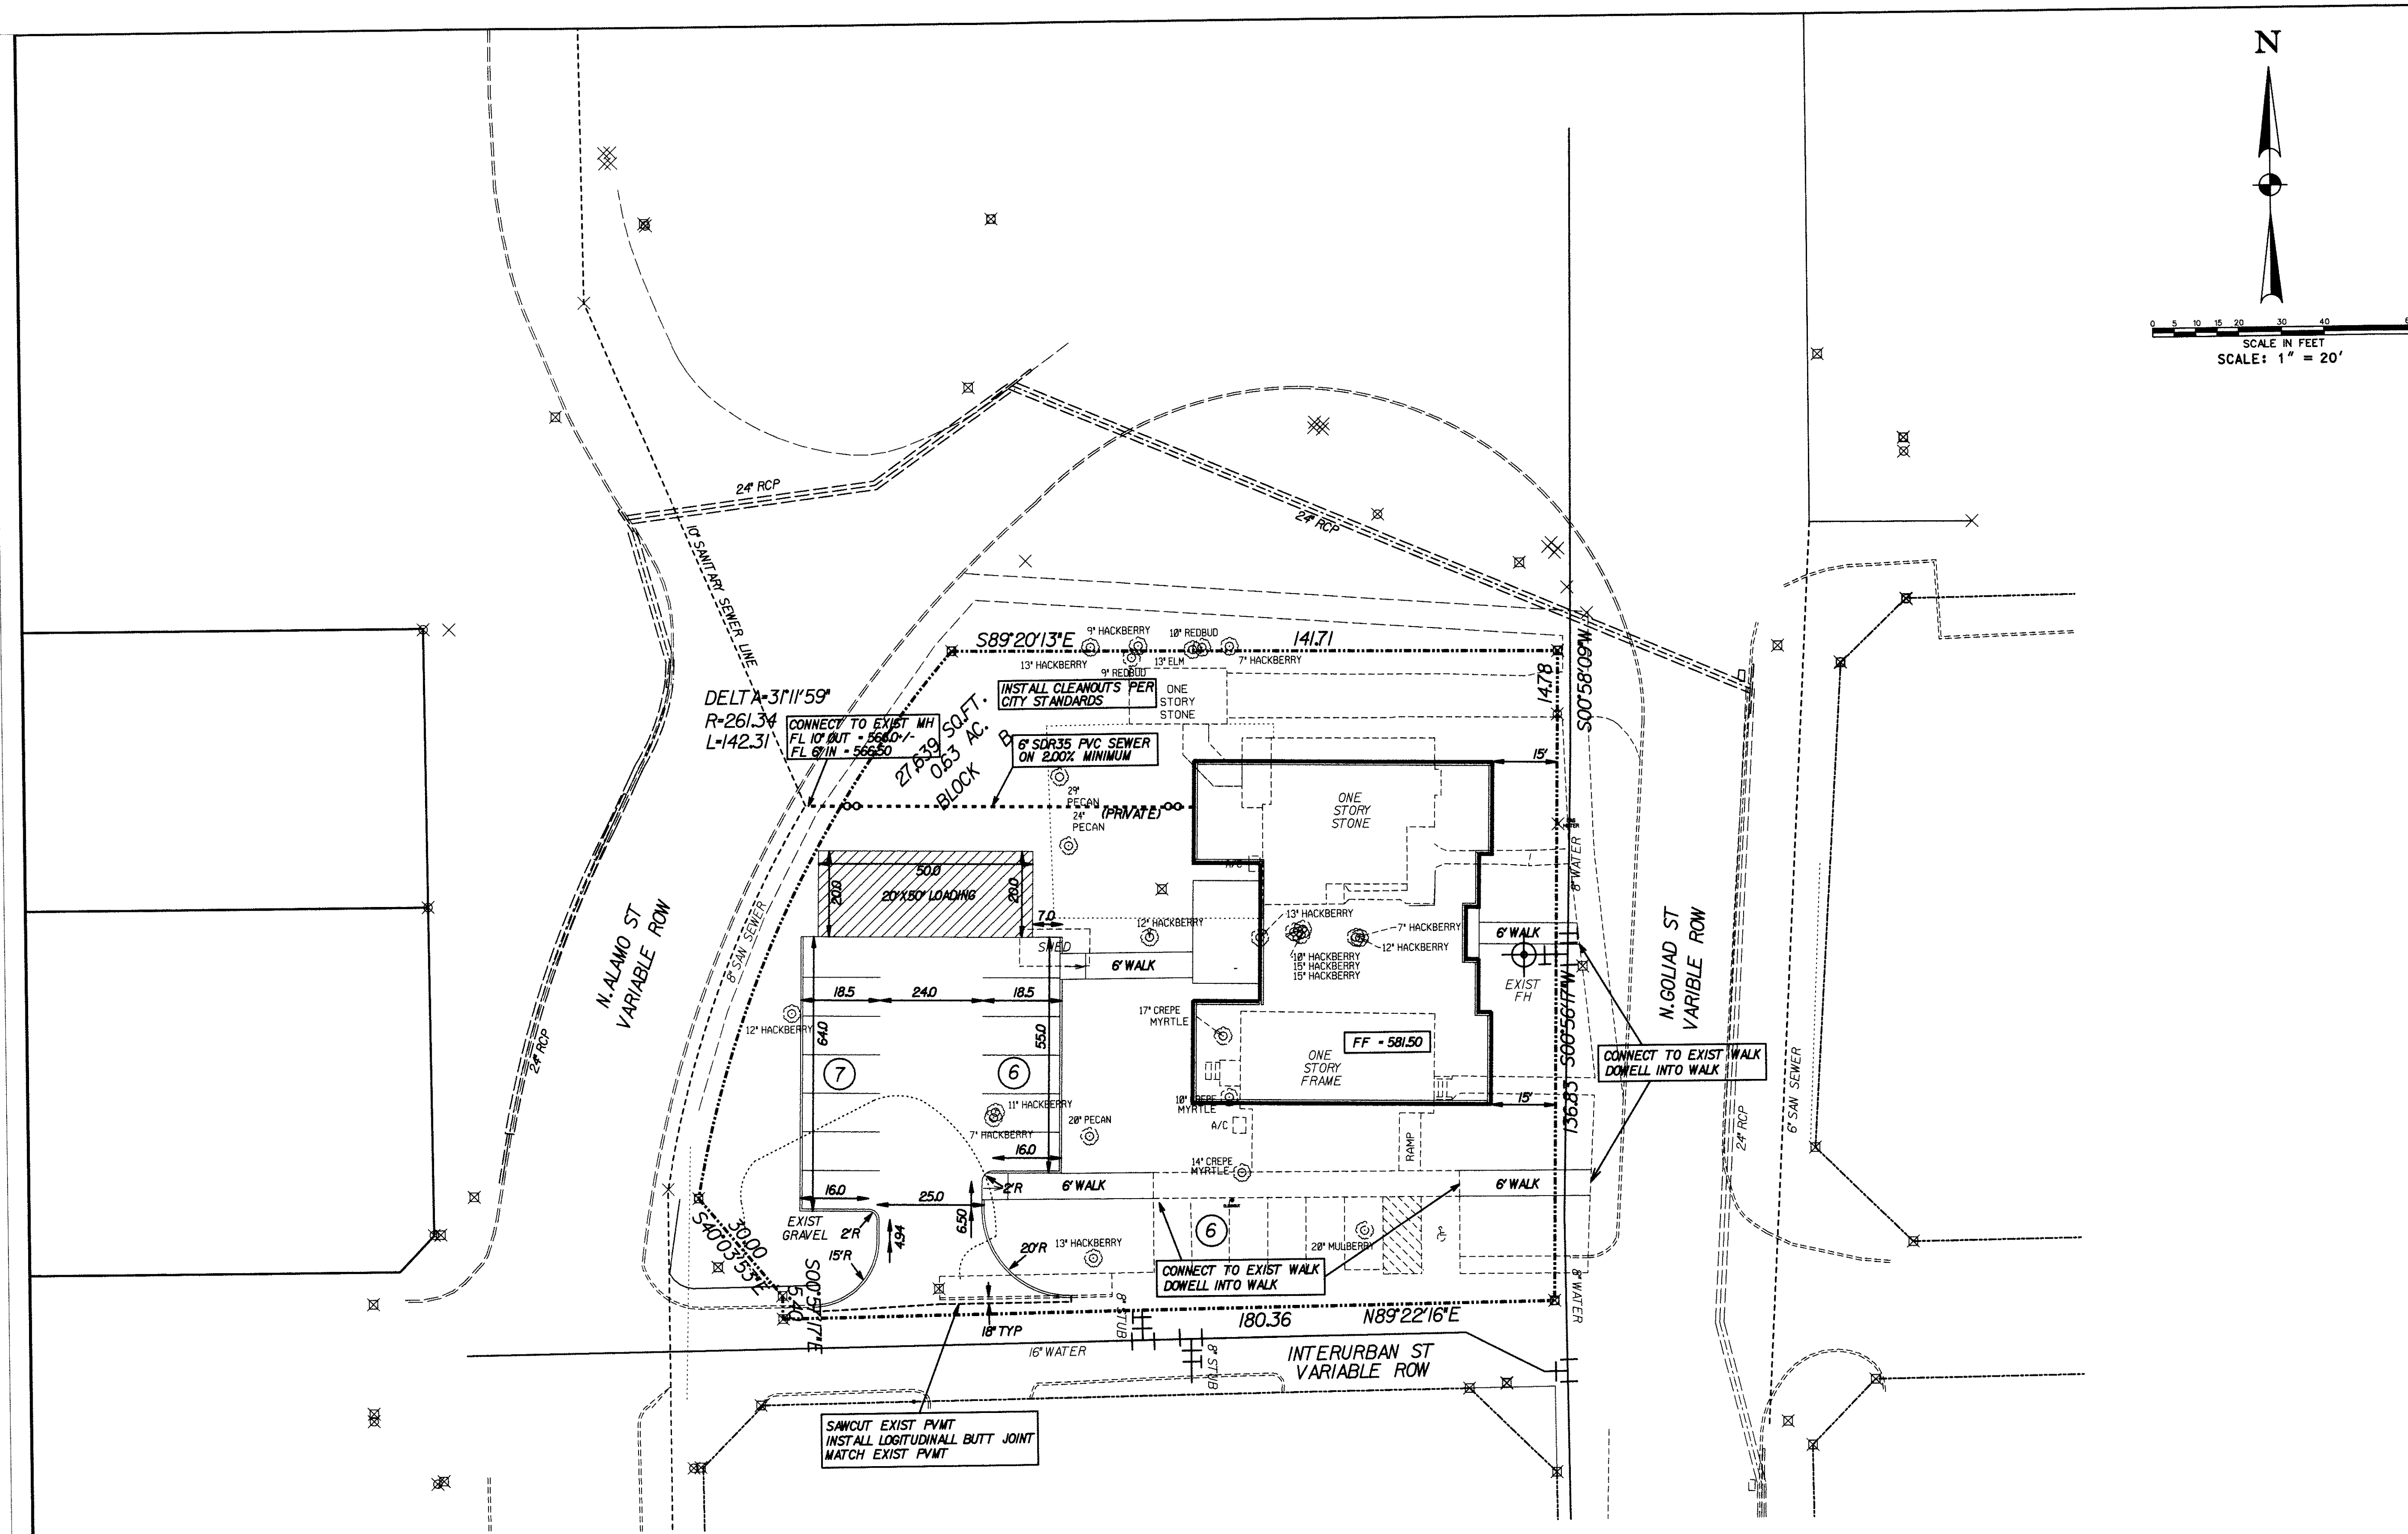 N
0 5 10 15 20 30 40
SCALE IN FEET
SCALE: 1" = 20'
24" RCP
24" RCP
10" SANITARY SEWER LINE
S89°20'13"E
141.71
9" HACKBERRY
10" REDBUD
13" HACKBERRY
13" ELM
7" HACKBERRY
9" REDBUD
14.78
S00°58'09"W
DELTA=31°11'59"
R=261.34
L=142.31
INSTALL CLEANOUTS PER
CITY STANDARDS
ONE
STORY
STONE
CONNECT TO EXIST MH
FL 10" OUT = 566.0+/-
FL 6" IN = 566.50
27,639 SQ.FT.
0.63 AC.
BLOCK B
6" SDR35 PVC SEWER
ON 2.00% MINIMUM
15'
29"
PECAN
24"
PECAN
(PRIVATE)
ONE
STORY
STONE
A/C
8" WATER
50.0
20.0
20'X50' LOADING
20.0
7.0
8" SAN SEWER
N. ALAMO ST
VARIABLE ROW
24" RCP
SHED
12" HACKBERRY
13" HACKBERRY
7" HACKBERRY
12" HACKBERRY
10" HACKBERRY
15" HACKBERRY
15" HACKBERRY
6' WALK
6' WALK
EXIST
FH
N. GOLIAD ST
VARIBLE ROW
18.5
24.0
18.5
12" HACKBERRY
64.0
55.0
17" CREPE
MYRTLE
FF = 581.50
S00°56'17"W
136.83
CONNECT TO EXIST WALK
DOWELL INTO WALK
7
6
ONE
STORY
FRAME
10" CREPE
MYRTLE
15'
11" HACKBERRY
7" HACKBERRY
20" PECAN
A/C
RAMP
24" RCP
6" SAN SEWER
16.0
14" CREPE
MYRTLE
16.0
25.0
2'R
6' WALK
6' WALK
EXIST
GRAVEL
2'R
4.94
6.50
15'R
20'R
13" HACKBERRY
6
20" MULBERRY
30.00
S40°03'53"E
S00°57'17"E
5.40
CONNECT TO EXIST WALK
DOWELL INTO WALK
18" TYP
8" STUB
180.36
N89°22'16"E
8" WATER
16" WATER
8" STUB
INTERURBAN ST
VARIABLE ROW
SAWCUT EXIST PVMT
INSTALL LOGITUDINALL BUTT JOINT
MATCH EXIST PVMT